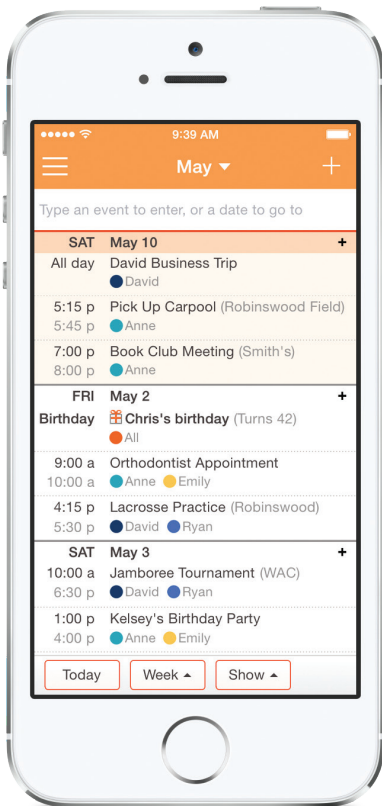 9:39 AM
May
Type an event to enter, or a date to go to
SAT May 10 +
All day David Business Trip
David
5:15 p Pick Up Carpool (Robinswood Field)
5:45 p Anne
7:00 p Book Club Meeting (Smith's)
8:00 p Anne
FRI May 2 +
Birthday Chris's birthday (Turns 42)
All
9:00 a Orthodontist Appointment
10:00 a Anne Emily
4:15 p Lacrosse Practice (Robinswood)
5:30 p David Ryan
SAT May 3 +
10:00 a Jamboree Tournament (WAC)
6:30 p David Ryan
1:00 p Kelsey's Birthday Party
4:00 p Anne Emily
Today Week Show